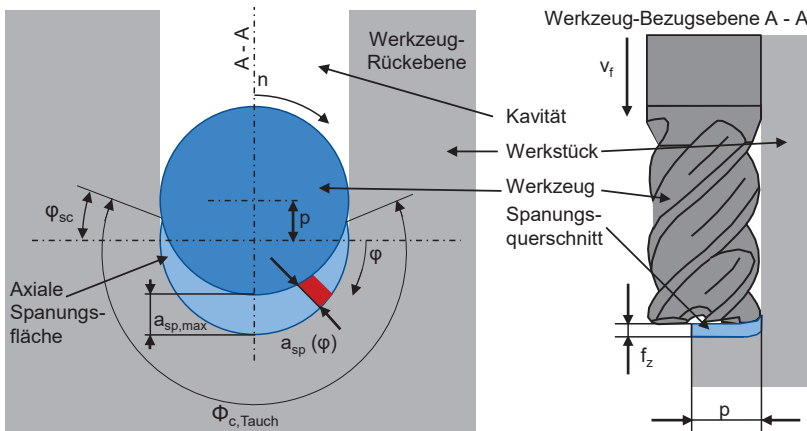 Werkzeug-Bezugsebene A - A
A - A
Werkzeug-
Rückebene
n
v_f
Kavität
Werkstück
Werkzeug
Spanungs-
querschnitt
φ_sc
p
φ
Axiale
Spanungs-
fläche
a_sp,max
a_sp (φ)
f_z
Φ_c,Tauch
p